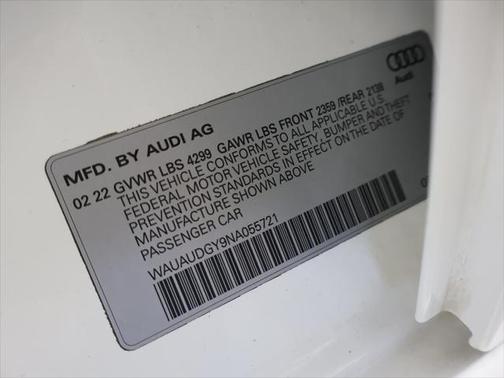 Audi
MFD. BY AUDI AG
02 22 GVWR LBS 4299 GAWR LBS FRONT 2359 /REAR 2138
THIS VEHICLE CONFORMS TO ALL APPLICABLE U.S.
FEDERAL MOTOR VEHICLE SAFETY, BUMPER AND THEFT
PREVENTION STANDARDS IN EFFECT ON THE DATE OF
MANUFACTURE SHOWN ABOVE
PASSENGER CAR
WAUAUDGY9NA055721